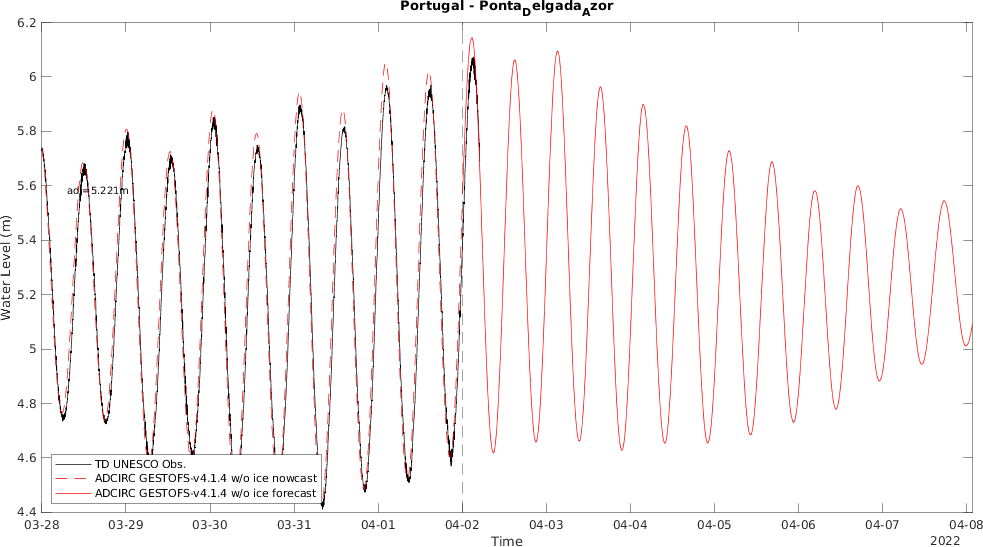 Portugal - PontaDelgadaAzor
6.2
6
5.8
5.6
5.4
5.2
5
4.8
4.6
4.4
Water Level (m)
adj=5.221m
TD UNESCO Obs.
ADCIRC GESTOFS-v4.1.4 w/o ice nowcast
ADCIRC GESTOFS-v4.1.4 w/o ice forecast
03-28 03-29 03-30 03-31 04-01 04-02 04-03 04-04 04-05 04-06 04-07 04-08
Time
2022